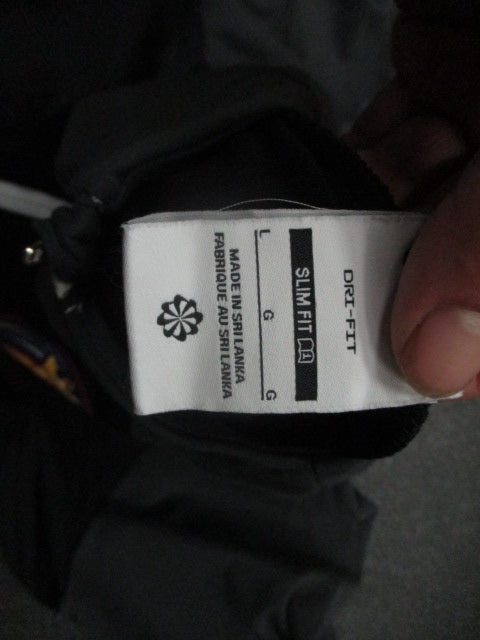 DRI-FIT
SLIM FIT
L G G
MADE IN SRI LANKA
FABRIQUE AU SRI LANKA